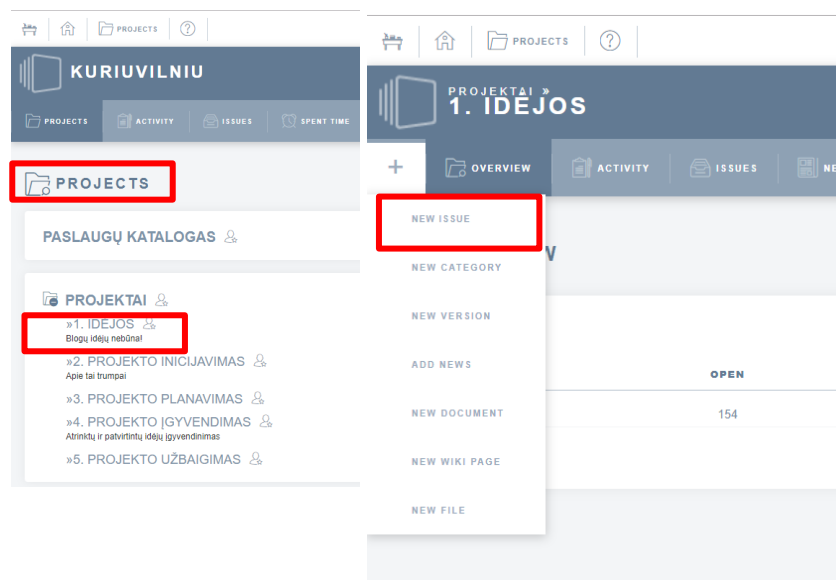 PROJECTS
KURIUVILNIU
PROJECTS
ACTIVITY
ISSUES
SPENT TIME
PROJECTS
PASLAUGŲ KATALOGAS
PROJEKTAI
»1. IDĖJOS
Blogų idėjų nebūna!
»2. PROJEKTO INICIJAVIMAS
Apie tai trumpai
»3. PROJEKTO PLANAVIMAS
»4. PROJEKTO ĮGYVENDIMAS
Atrinktų ir patvirtintų idėjų įgyvendinimas
»5. PROJEKTO UŽBAIGIMAS
PROJECTS
PROJEKTAI »
1. IDĖJOS
+
OVERVIEW
ACTIVITY
ISSUES
NE
NEW ISSUE
W
NEW CATEGORY
NEW VERSION
ADD NEWS
OPEN
NEW DOCUMENT
154
NEW WIKI PAGE
NEW FILE